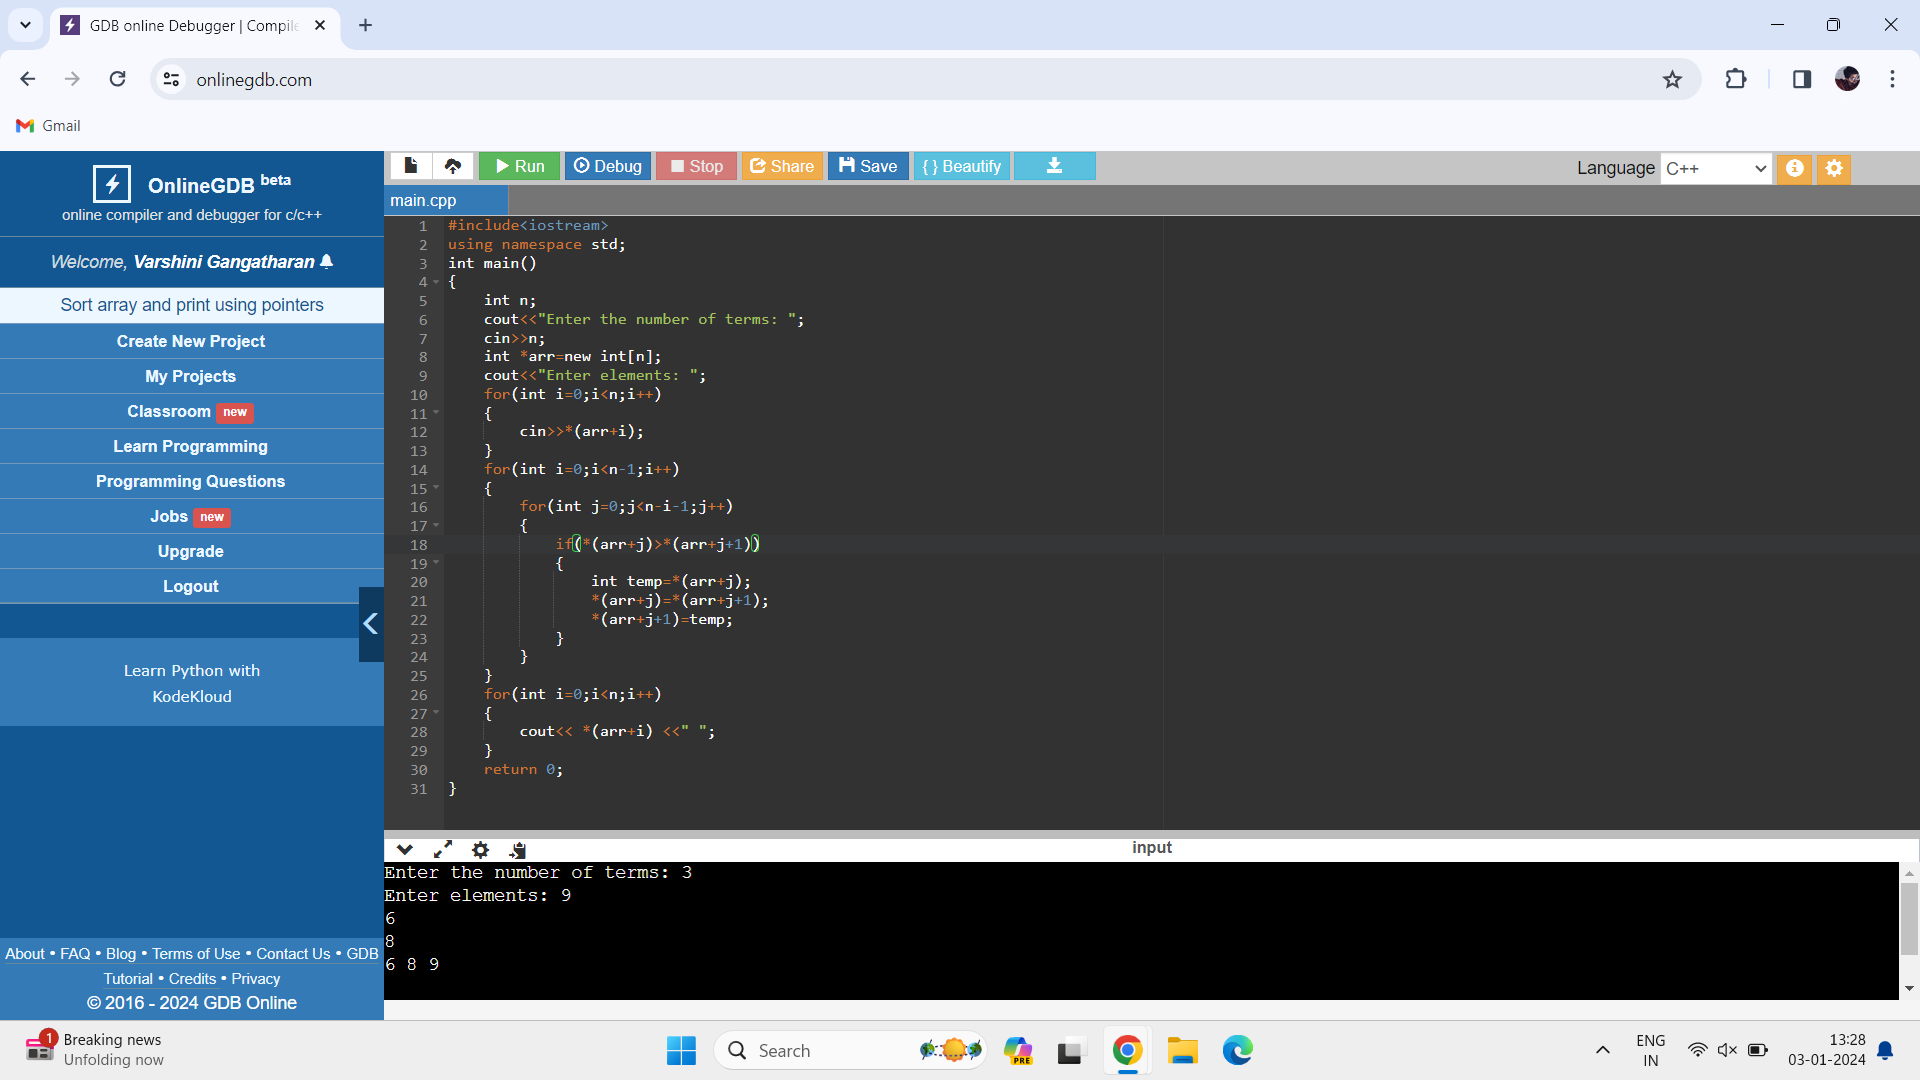 GDB online Debugger | Compile
onlinegdb.com
Gmail
OnlineGDB beta
online compiler and debugger for c/c++
Welcome, Varshini Gangatharan
Sort array and print using pointers
Create New Project
My Projects
Classroom new
Learn Programming
Programming Questions
Jobs new
Upgrade
Logout
Learn Python with
KodeKloud
About • FAQ • Blog • Terms of Use • Contact Us • GDB
Tutorial • Credits • Privacy
© 2016 - 2024 GDB Online
Run Debug Stop Share Save { } Beautify
Language C++
main.cpp
1 #include<iostream>
2 using namespace std;
3 int main()
4 {
5 int n;
6 cout<<"Enter the number of terms: ";
7 cin>>n;
8 int *arr=new int[n];
9 cout<<"Enter elements: ";
10 for(int i=0;i<n;i++)
11 {
12 cin>>*(arr+i);
13 }
14 for(int i=0;i<n-1;i++)
15 {
16 for(int j=0;j<n-i-1;j++)
17 {
18 if(*(arr+j)>*(arr+j+1))
19 {
20 int temp=*(arr+j);
21 *(arr+j)=*(arr+j+1);
22 *(arr+j+1)=temp;
23 }
24 }
25 }
26 for(int i=0;i<n;i++)
27 {
28 cout<< *(arr+i) <<" ";
29 }
30 return 0;
31 }
input
Enter the number of terms: 3
Enter elements: 9
6
8
6 8 9
1
Breaking news
Unfolding now
Search
PRE
ENG
IN
13:28
03-01-2024